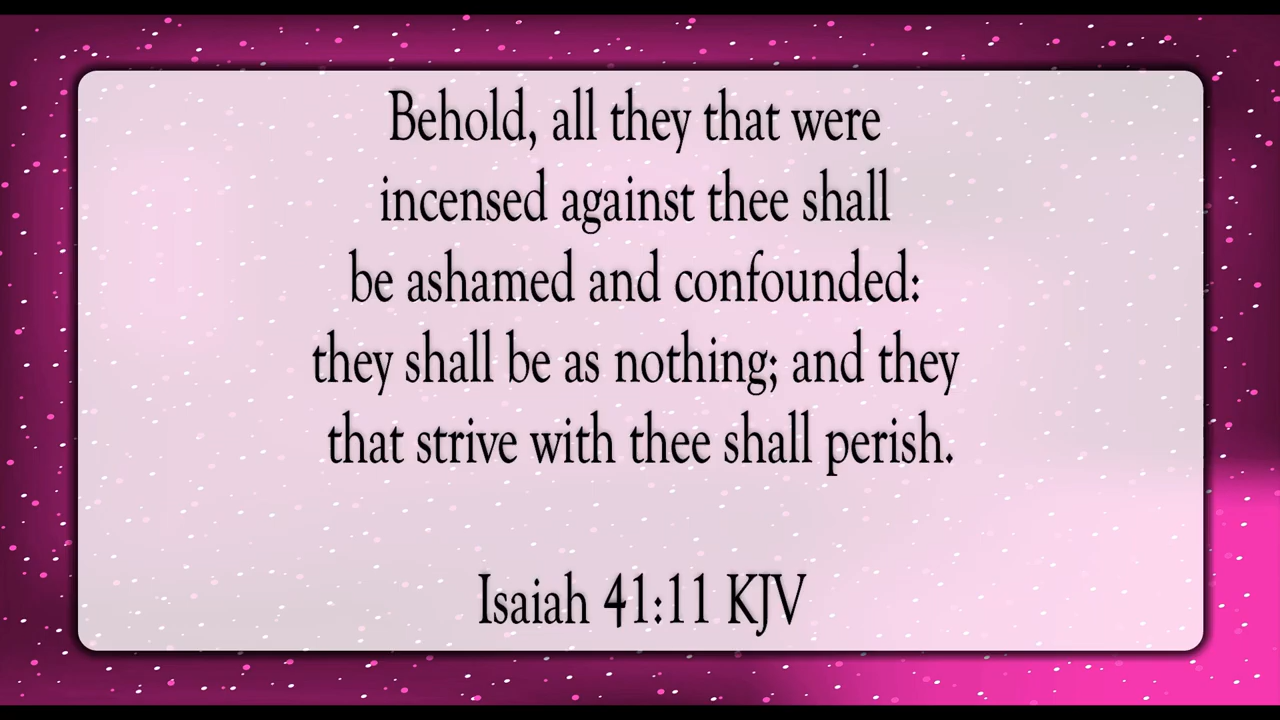 Behold, all they that were
incensed against thee shall
be ashamed and confounded:
they shall be as nothing; and they
that strive with thee shall perish.
Isaiah 41:11 KJV